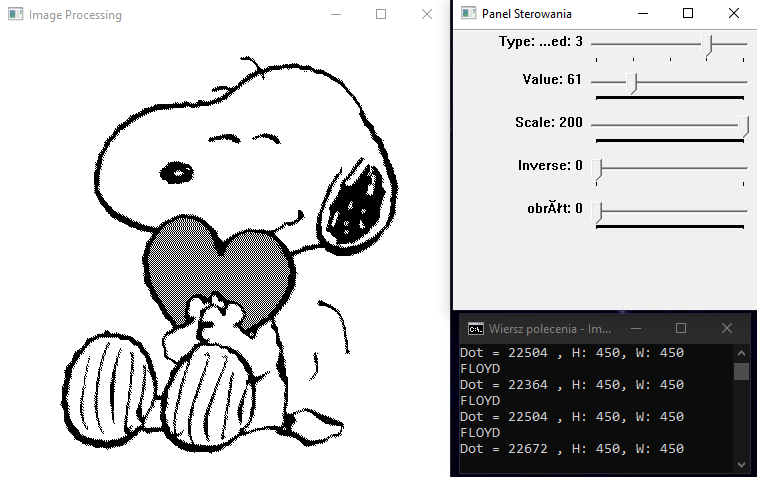 Image Processing
Panel Sterowania
Type: ...ed: 3
Value: 61
Scale: 200
Inverse: 0
obrĂłt: 0
Wiersz polecenia - Im...
Dot = 22504 , H: 450, W: 450
FLOYD
Dot = 22364 , H: 450, W: 450
FLOYD
Dot = 22504 , H: 450, W: 450
FLOYD
Dot = 22672 , H: 450, W: 450